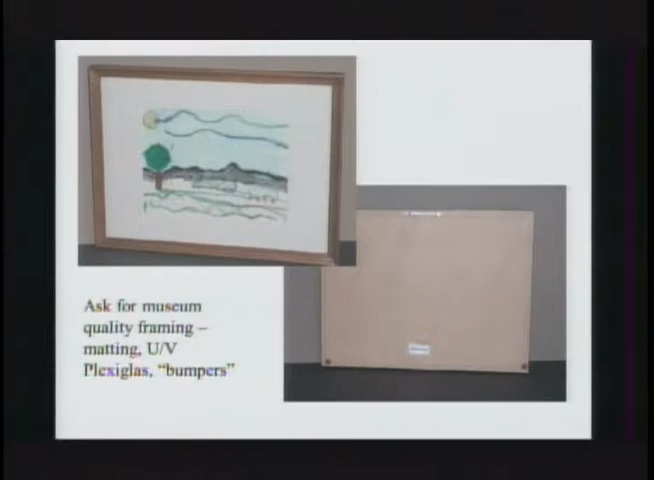 Ask for museum
quality framing –
matting, U/V
Plexiglas, “bumpers”